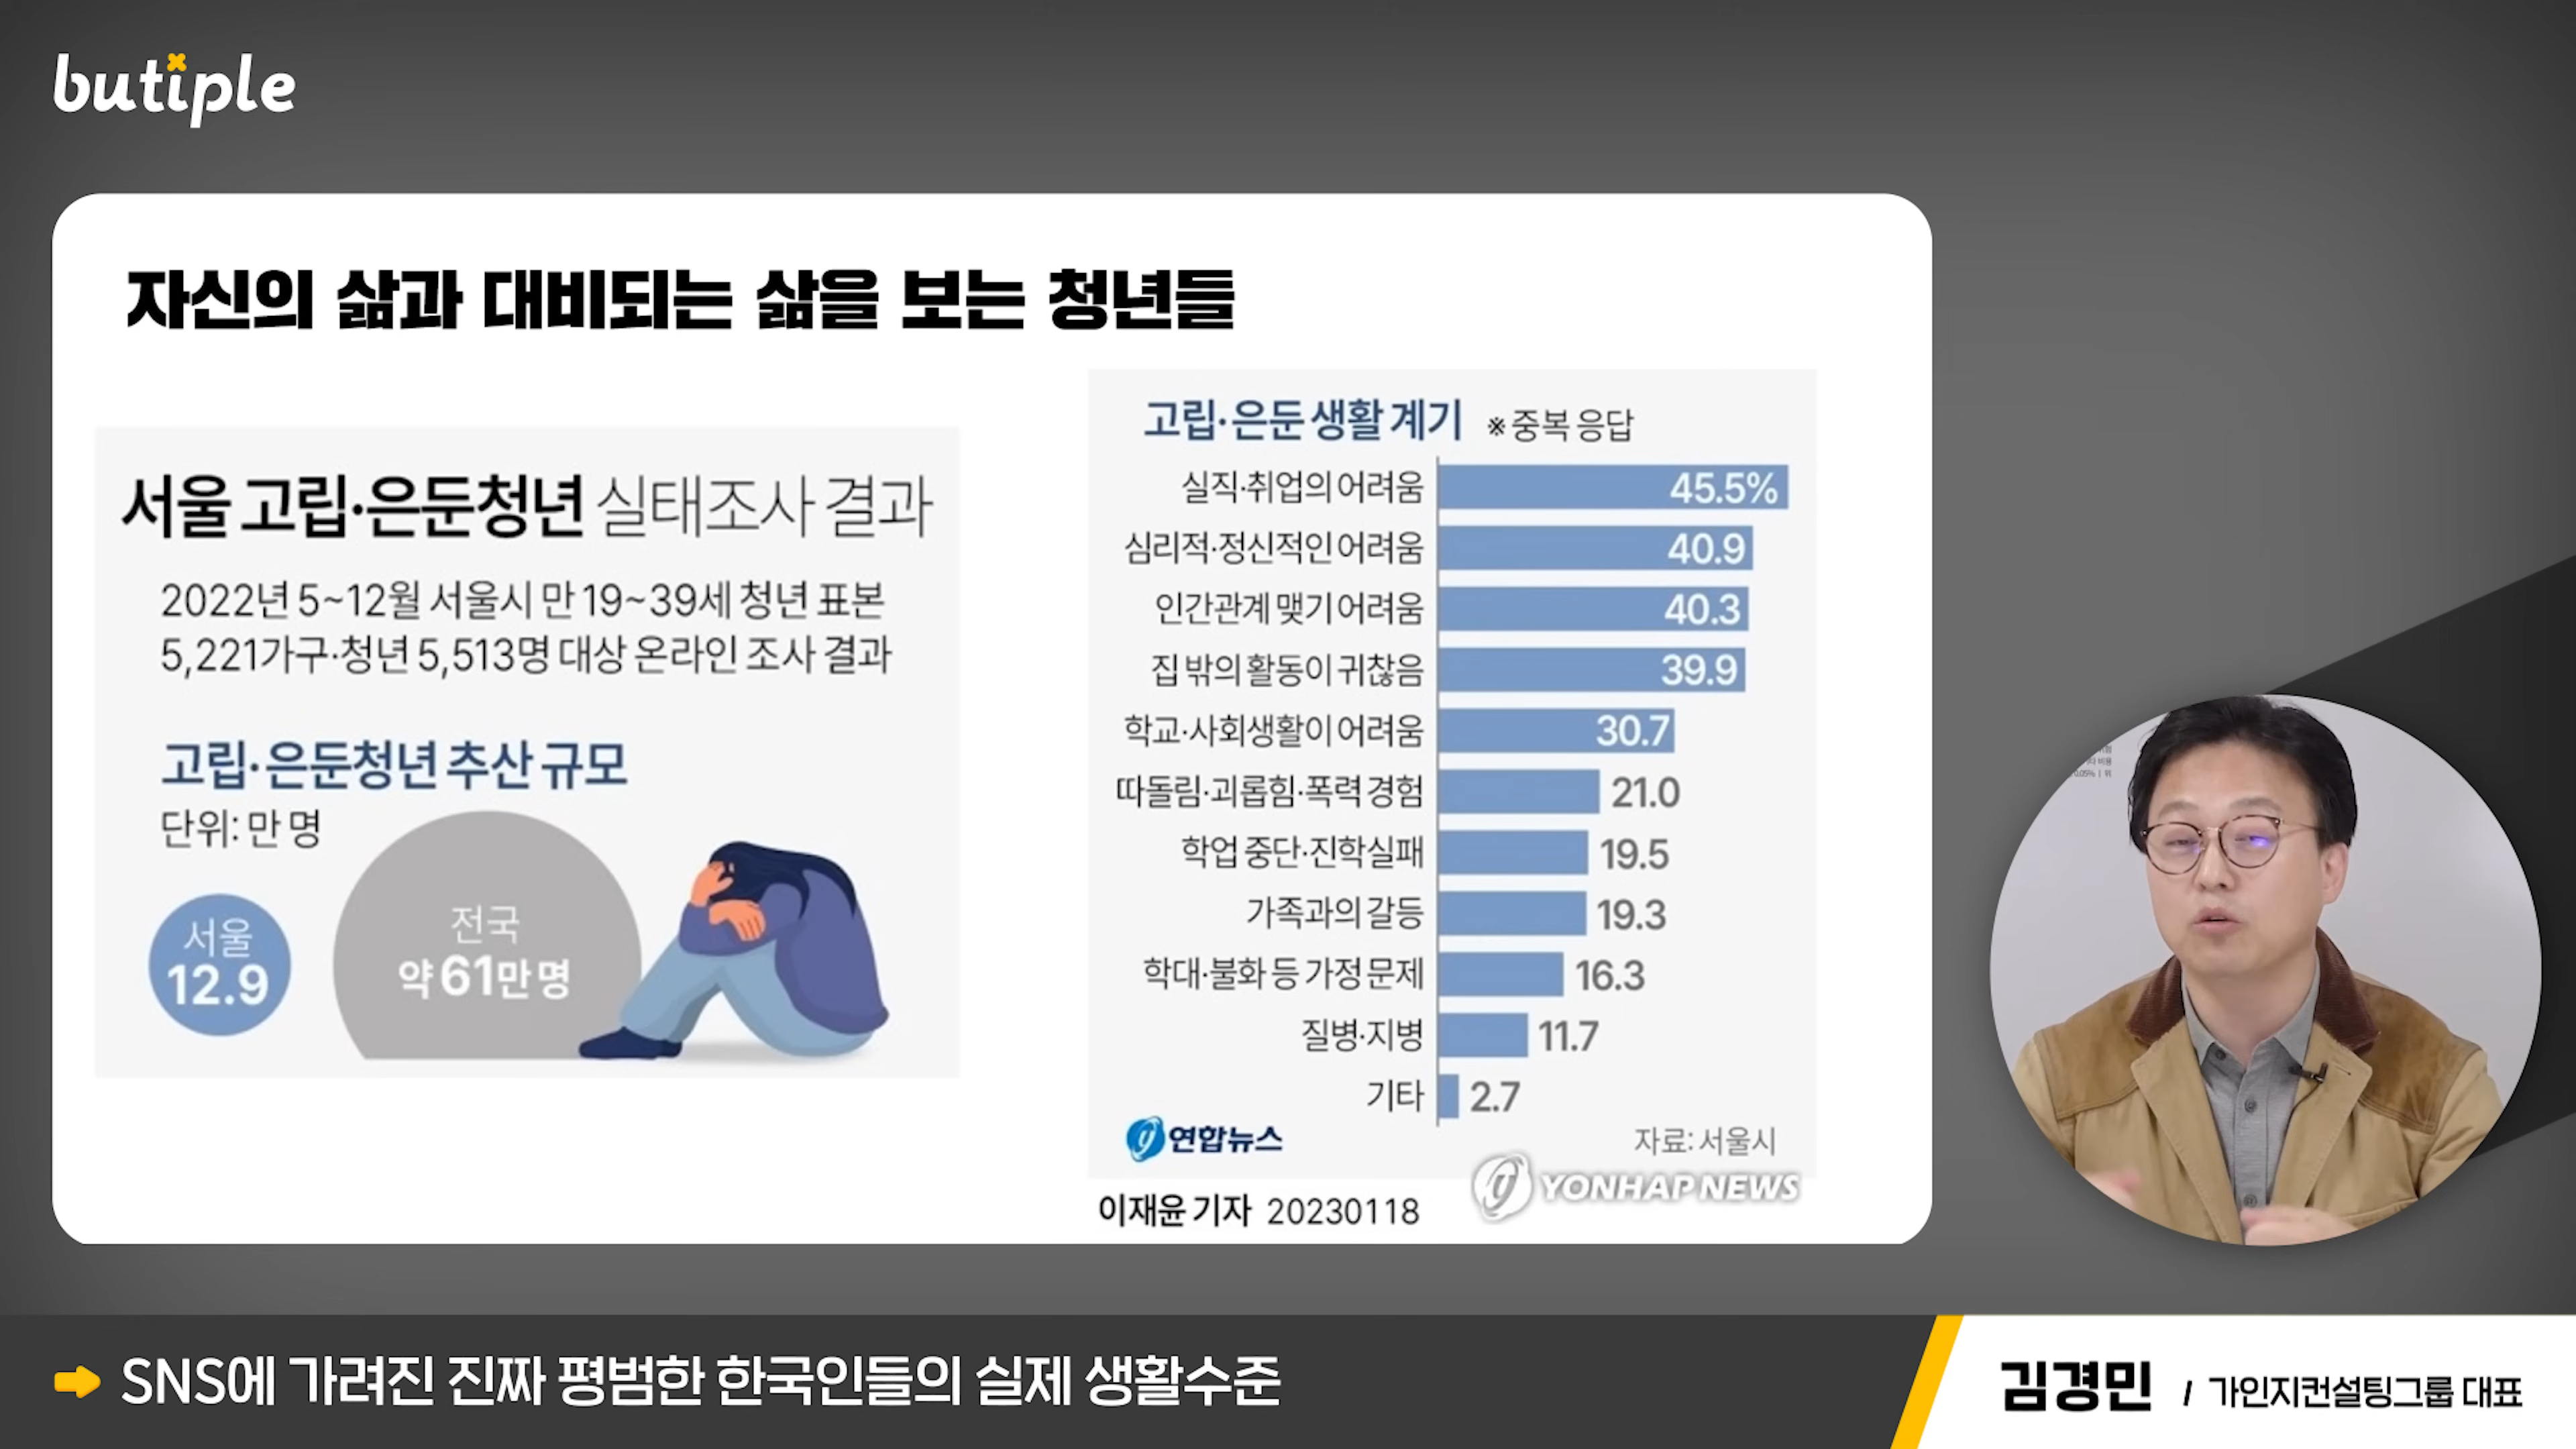 butiple
자신의 삶과 대비되는 삶을 보는 청년들
서울 고립·은둔청년 실태조사 결과
2022년 5~12월 서울시 만 19~39세 청년 표본
5,221가구·청년 5,513명 대상 온라인 조사 결과
고립·은둔청년 추산 규모
단위: 만 명
서울
12.9
전국
약 61만 명
고립·은둔 생활 계기 ※ 중복 응답
실직·취업의 어려움 45.5%
심리적·정신적인 어려움 40.9
인간관계 맺기 어려움 40.3
집 밖의 활동이 귀찮음 39.9
학교·사회생활이 어려움 30.7
따돌림·괴롭힘·폭력 경험 21.0
학업 중단·진학실패 19.5
가족과의 갈등 19.3
학대·불화 등 가정 문제 16.3
질병·지병 11.7
기타 2.7
연합뉴스
자료: 서울시
YONHAP NEWS
이재윤 기자 20230118
SNS에 가려진 진짜 평범한 한국인들의 실제 생활수준
김경민 / 가인지컨설팅그룹 대표